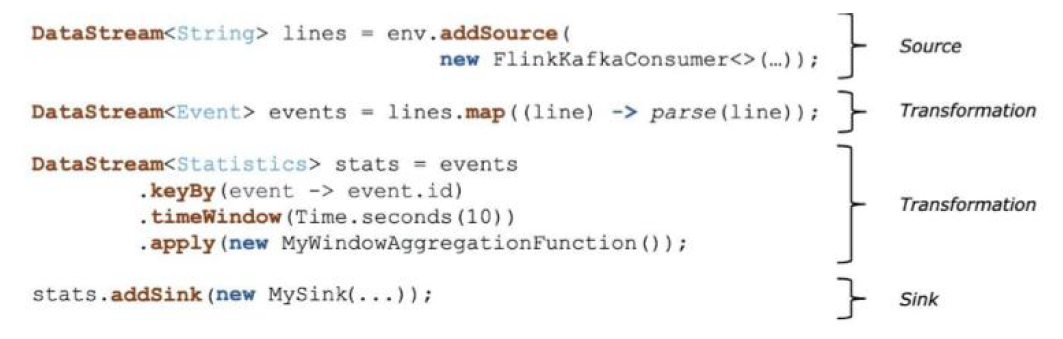 DataStream<String> lines = env.addSource(
new FlinkKafkaConsumer<>(…));
Source
DataStream<Event> events = lines.map((line) -> parse(line));
Transformation
DataStream<Statistics> stats = events
.keyBy(event -> event.id)
.timeWindow(Time.seconds(10))
.apply(new MyWindowAggregationFunction());
Transformation
stats.addSink(new MySink(...));
Sink